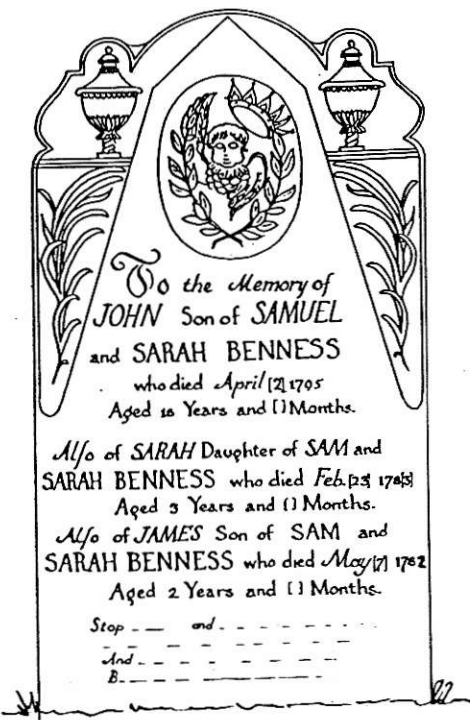 To the Memory of
JOHN Son of SAMUEL
and SARAH BENNESS
who died April [2] 1795
Aged 18 Years and [ ] Months.
Alſo of SARAH Daughter of SAM and
SARAH BENNESS who died Feb. [23] 178[3]
Aged 3 Years and ( ) Months.
Alſo of JAMES Son of SAM and
SARAH BENNESS who died May [7] 1782
Aged 2 Years and [ ] Months.
Stop _ _ and _ _ _ _ _ _ _ _
_ _ _ _ _ _ _ _ _ _
And _ _ _ _ _ _ _
B _ _ _ _ _ _ _ _